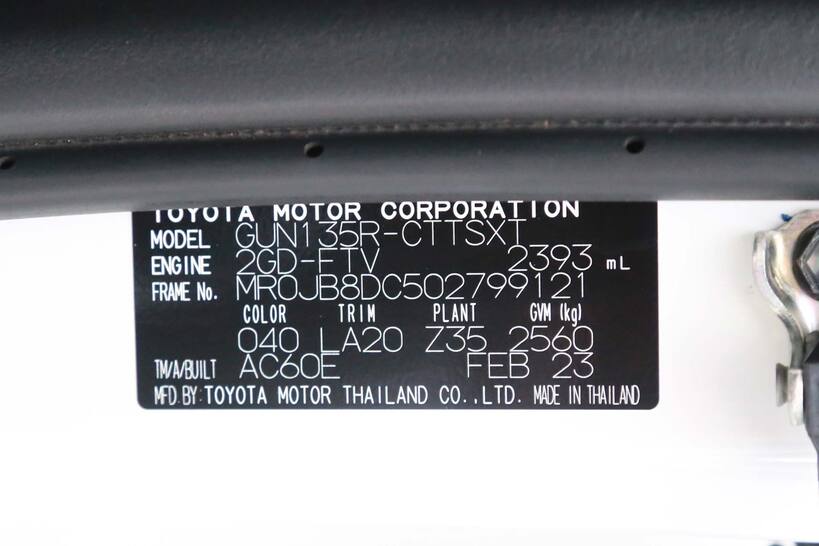 TOYOTA MOTOR CORPORATION
MODEL GUN135R-CTTSXT
ENGINE 2GD-FTV 2393 mL
FRAME No. MR0JB8DC502799121
COLOR TRIM PLANT GVM (kg)
040 LA20 Z35 2560
TM/A/BUILT AC60E FEB 23
MFD.BY:TOYOTA MOTOR THAILAND CO.,LTD. MADE IN THAILAND